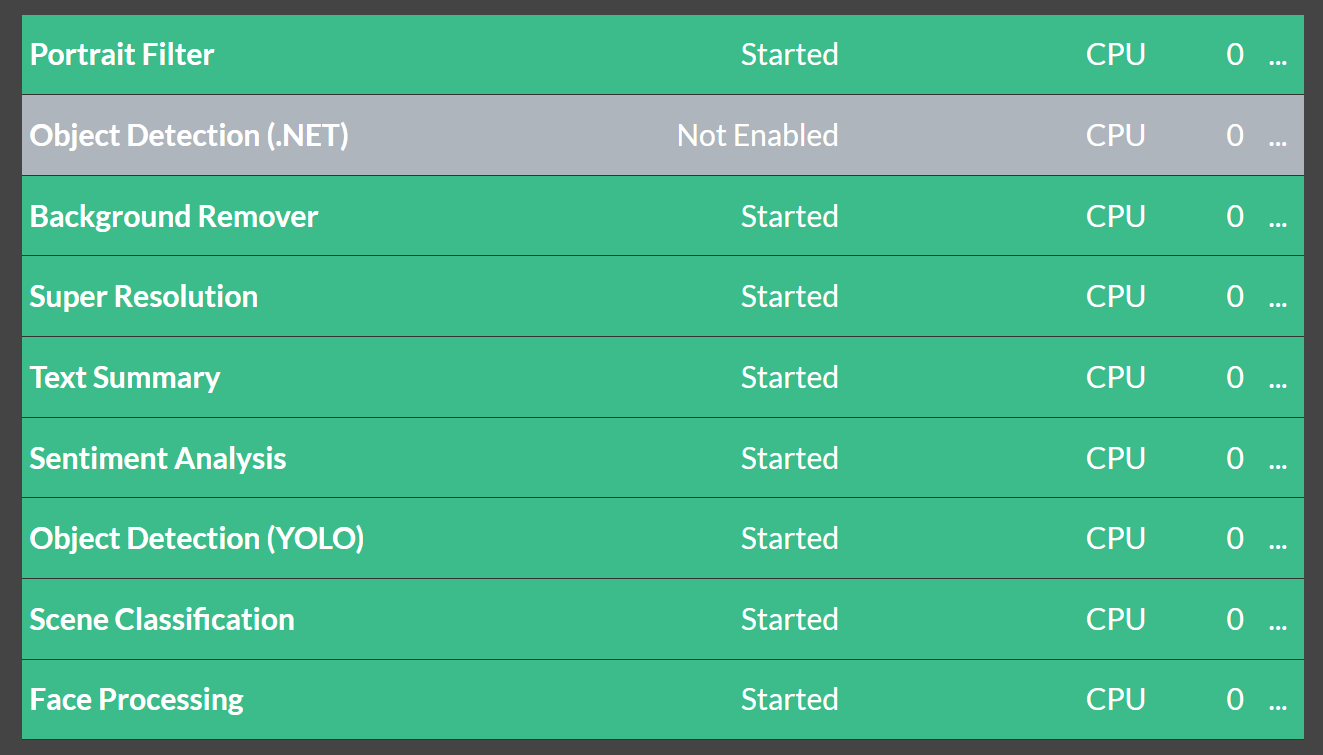 Portrait Filter Started CPU 0 ...
Object Detection (.NET) Not Enabled CPU 0 ...
Background Remover Started CPU 0 ...
Super Resolution Started CPU 0 ...
Text Summary Started CPU 0 ...
Sentiment Analysis Started CPU 0 ...
Object Detection (YOLO) Started CPU 0 ...
Scene Classification Started CPU 0 ...
Face Processing Started CPU 0 ...